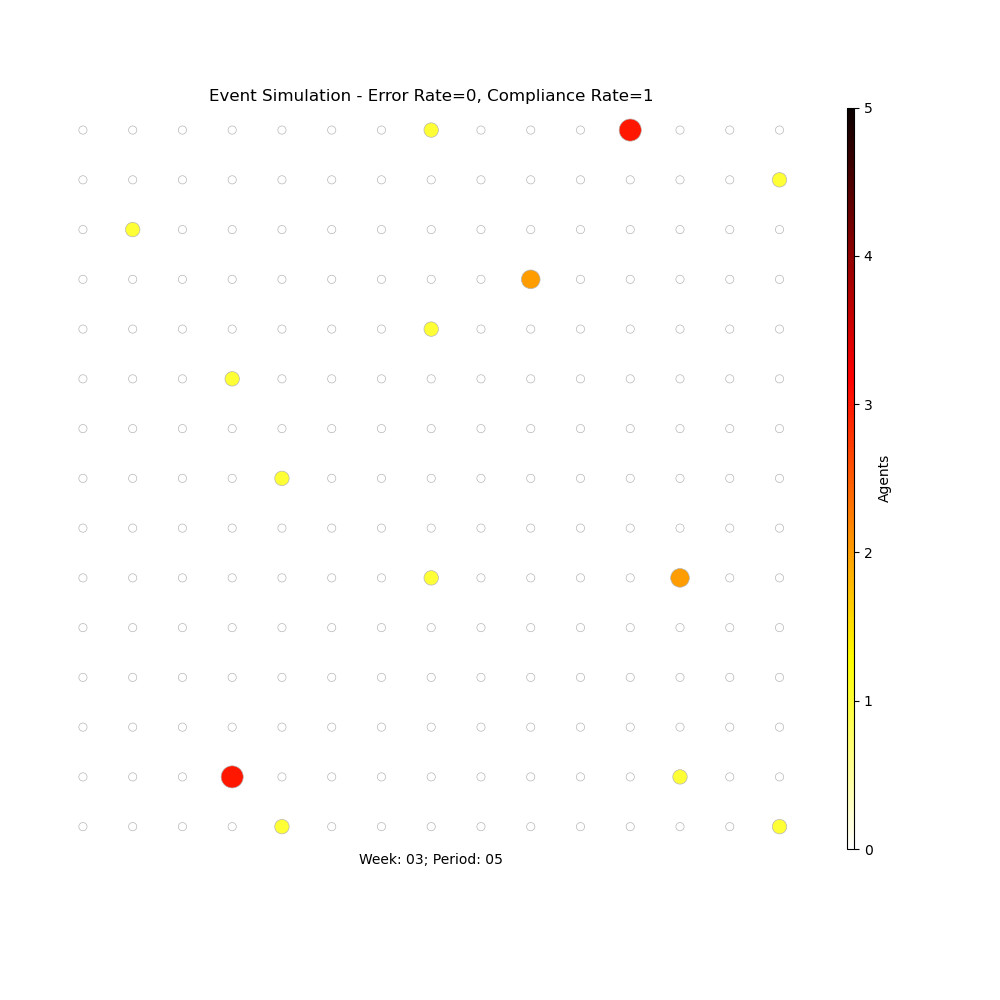 Event Simulation - Error Rate=0, Compliance Rate=1
5
4
3
2
1
0
Agents
Week: 03; Period: 05